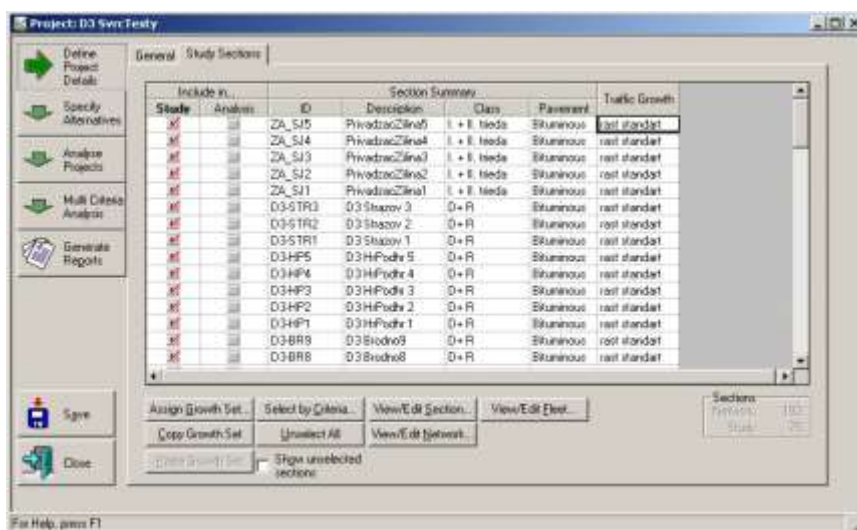 Project: D3 SvrcTexty
Define Project Details
Specify Alternatives
Analyse Projects
Multi Criteria Analysis
Generate Reports
Save
Close
General Study Sections
Include in... Section Summary Traffic Growth
Study Analysis ID Description Class Pavement
ZA_SJ5 PrivadzacZilina5 I. + II. trieda Bituminous rast standart
ZA_SJ4 PrivadzacZilina4 I. + II. trieda Bituminous rast standart
ZA_SJ3 PrivadzacZilina3 I. + II. trieda Bituminous rast standart
ZA_SJ2 PrivadzacZilina2 I. + II. trieda Bituminous rast standart
ZA_SJ1 PrivadzacZilina1 I. + II. trieda Bituminous rast standart
D3-STR3 D3 Strazov 3 D+R Bituminous rast standart
D3-STR2 D3 Strazov 2 D+R Bituminous rast standart
D3-STR1 D3 Strazov 1 D+R Bituminous rast standart
D3-HP5 D3 HrPodhr 5 D+R Bituminous rast standart
D3-HP4 D3 HrPodhr 4 D+R Bituminous rast standart
D3-HP3 D3 HrPodhr 3 D+R Bituminous rast standart
D3-HP2 D3 HrPodhr 2 D+R Bituminous rast standart
D3-HP1 D3 HrPodhr 1 D+R Bituminous rast standart
D3-BR9 D3 Brodno9 D+R Bituminous rast standart
D3-BR8 D3 Brodno8 D+R Bituminous rast standart
Assign Growth Set... Select by Criteria... View/Edit Section... View/Edit Fleet...
Copy Growth Set Unselect All View/Edit Network...
Paste Growth Set Show unselected sections
Sections
Network:
Study:
For Help, press F1